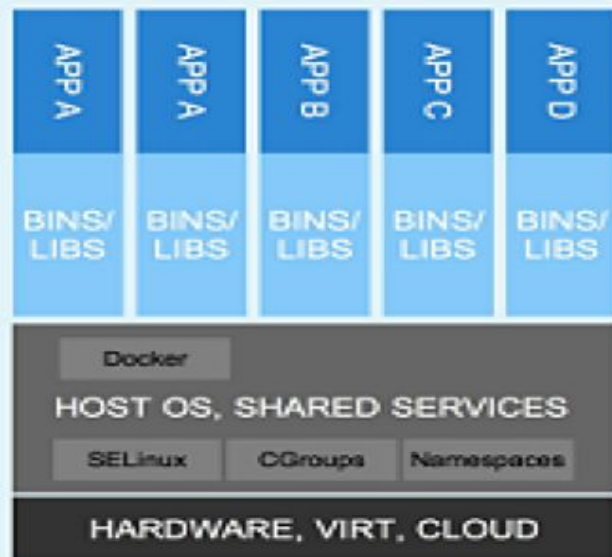 APP A
APP A
APP B
APP C
APP D
BINS/
LIBS
BINS/
LIBS
BINS/
LIBS
BINS/
LIBS
BINS/
LIBS
Docker
HOST OS, SHARED SERVICES
SELinux
CGroups
Namespaces
HARDWARE, VIRT, CLOUD